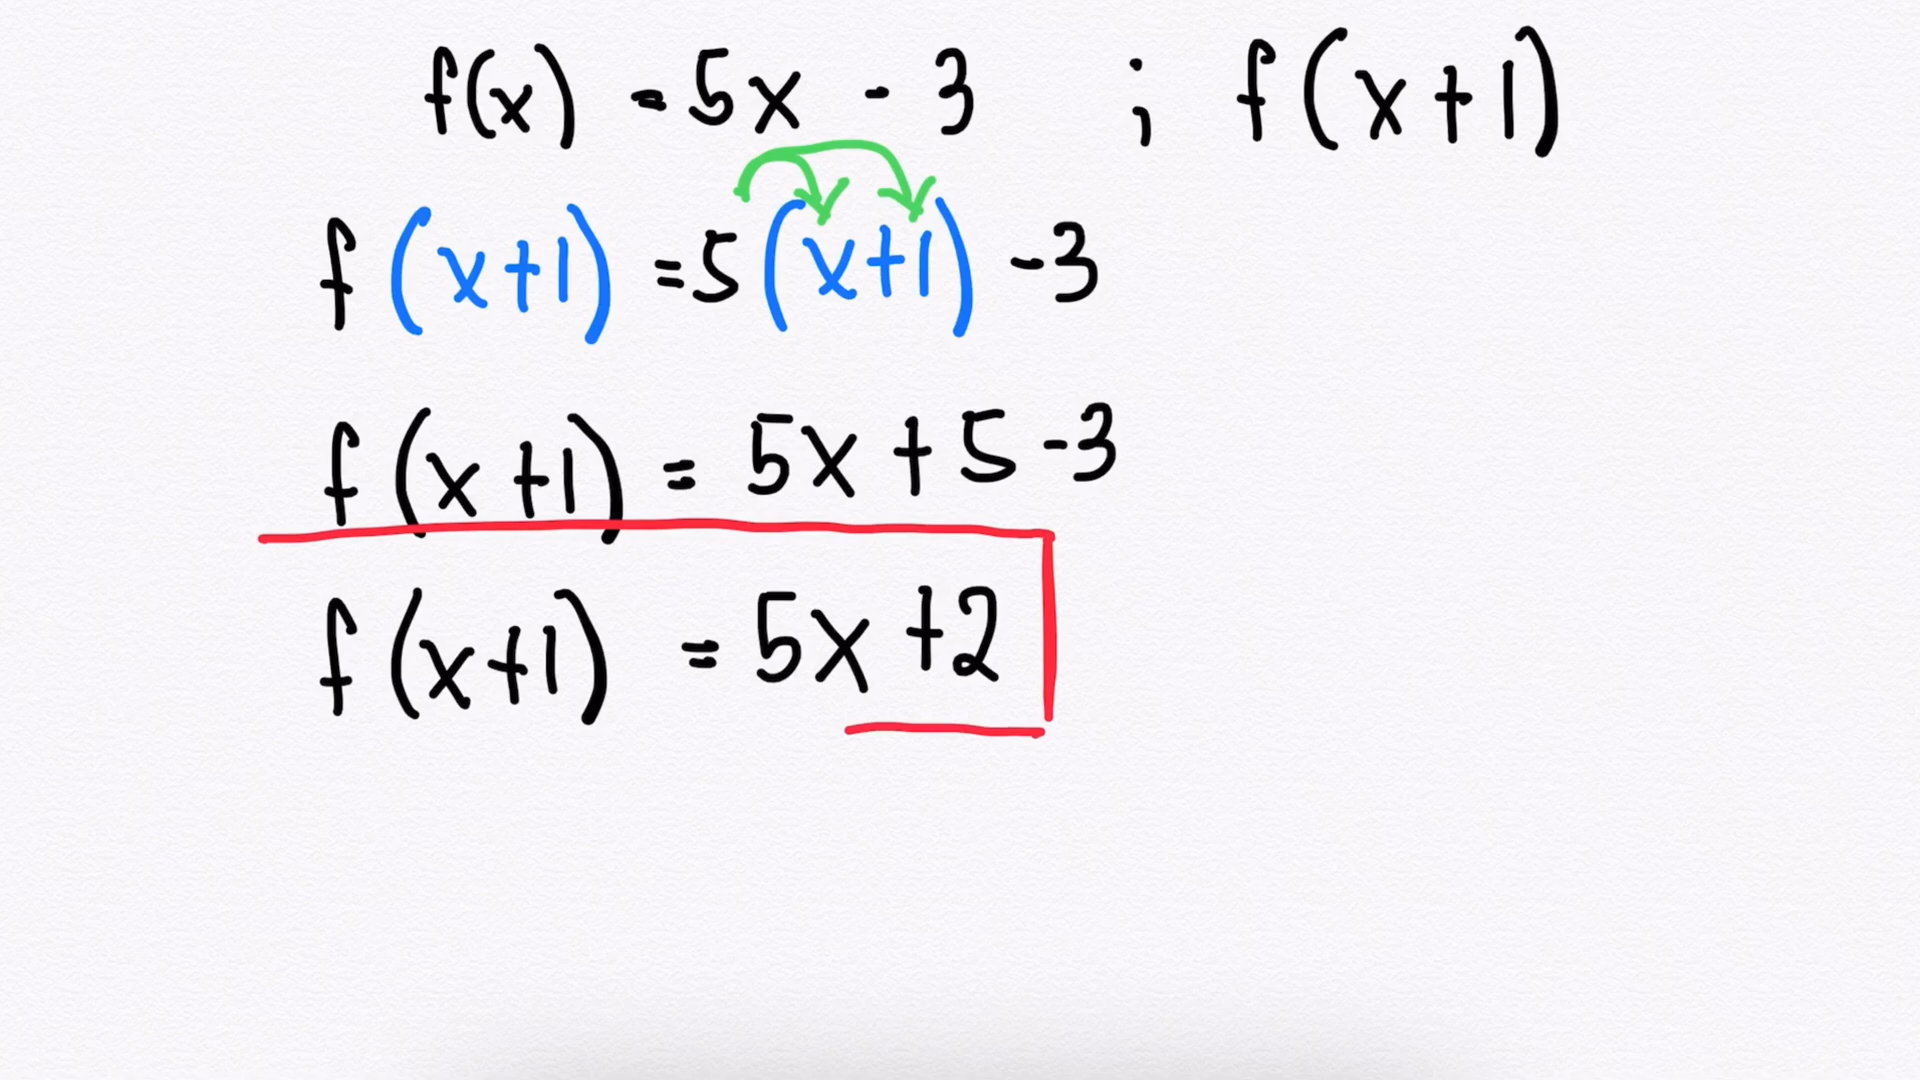 f(x) = 5x - 3 ; f(x+1)
f(x+1) = 5(x+1) - 3
f(x+1) = 5x + 5 - 3
f(x+1) = 5x + 2